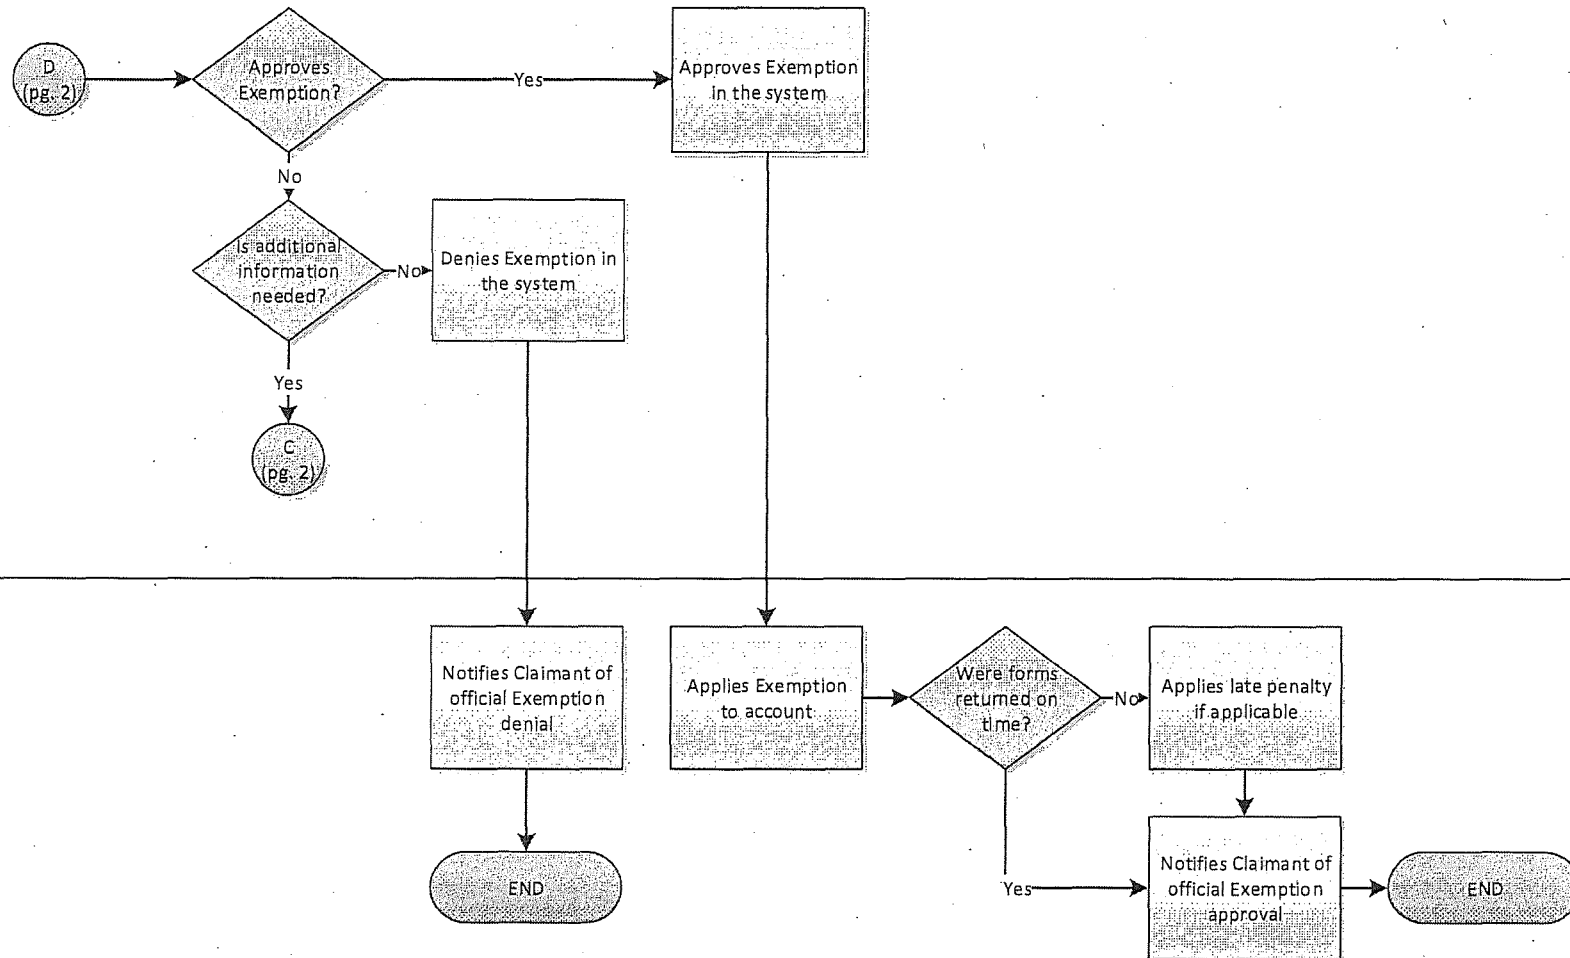 D
(pg. 2)
Approves
Exemption?
Yes
Approves Exemption
in the system
No
Is additional
information
needed?
No
Denies Exemption in
the system
Yes
C
(pg. 2)
Notifies Claimant of
official Exemption
denial
Applies Exemption
to account
Were forms
returned on
time?
No
Applies late penalty
if applicable
END
Yes
Notifies Claimant of
official Exemption
approval
END